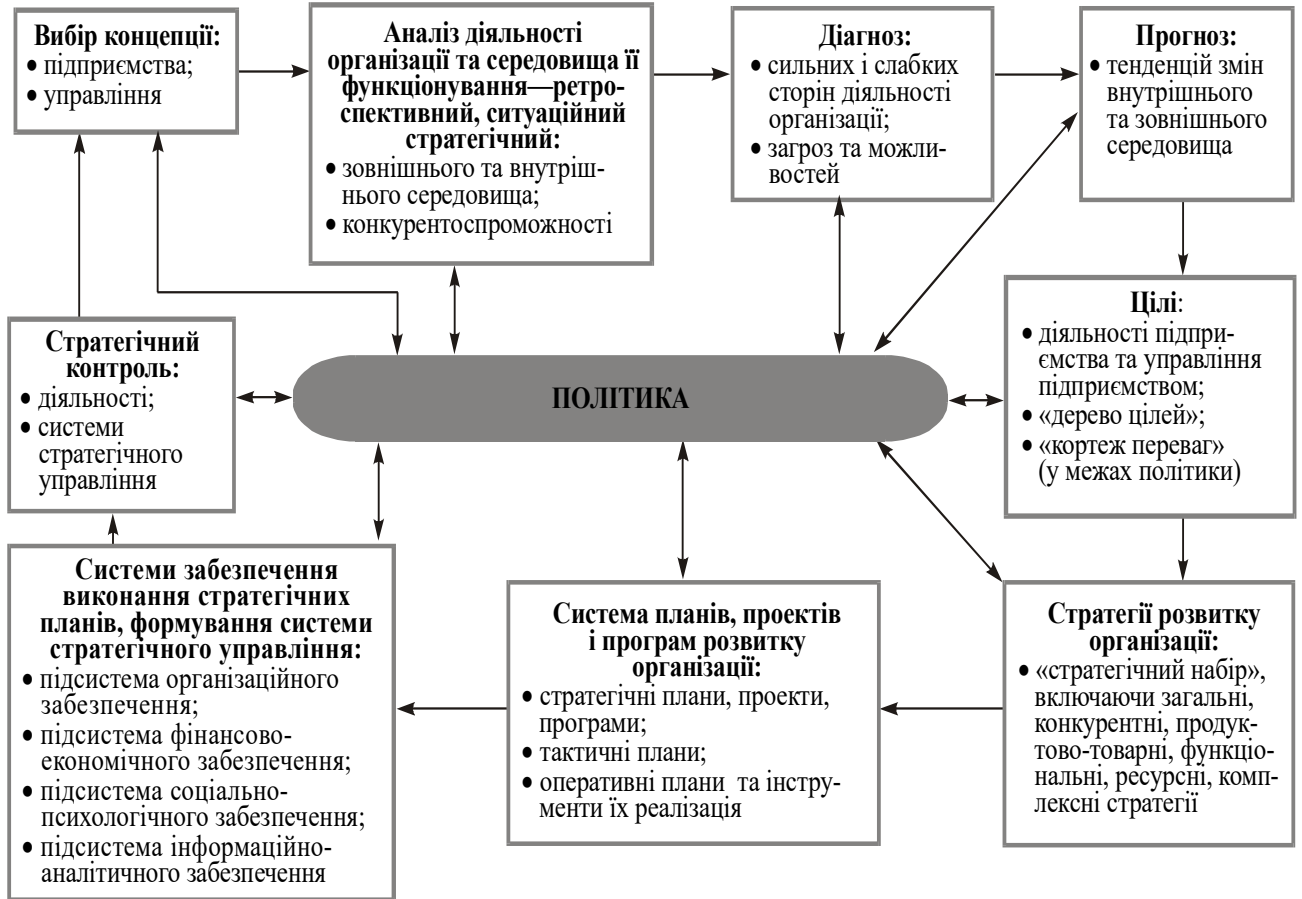 Вибір концепції:
• підприємства;
• управління
Аналіз діяльності
організації та середовища її
функціонування—ретро-
спективний, ситуаційний
стратегічний:
• зовнішнього та внутріш-
нього середовища;
• конкурентоспроможності
Діагноз:
• сильних і слабких
сторін діяльності
організації;
• загроз та можли-
востей
Прогноз:
• тенденцій змін
внутрішнього
та зовнішнього
середовища
Стратегічний
контроль:
• діяльності;
• системи
стратегічного
управління
ПОЛІТИКА
Цілі:
• діяльності підпри-
ємства та управління
підприємством;
• «дерево цілей»;
• «кортеж переваг»
(у межах політики)
Системи забезпечення
виконання стратегічних
планів, формування системи
стратегічного управління:
• підсистема організаційного
забезпечення;
• підсистема фінансово-
економічного забезпечення;
• підсистема соціально-
психологічного забезпечення;
• підсистема інформаційно-
аналітичного забезпечення
Система планів, проектів
і програм розвитку
організації:
• стратегічні плани, проекти,
програми;
• тактичні плани;
• оперативні плани та інстру-
менти їх реалізація
Стратегії розвитку
організації:
• «стратегічний набір»,
включаючи загальні,
конкурентні, продук-
тово-товарні, функціо-
нальні, ресурсні, комп-
лексні стратегії